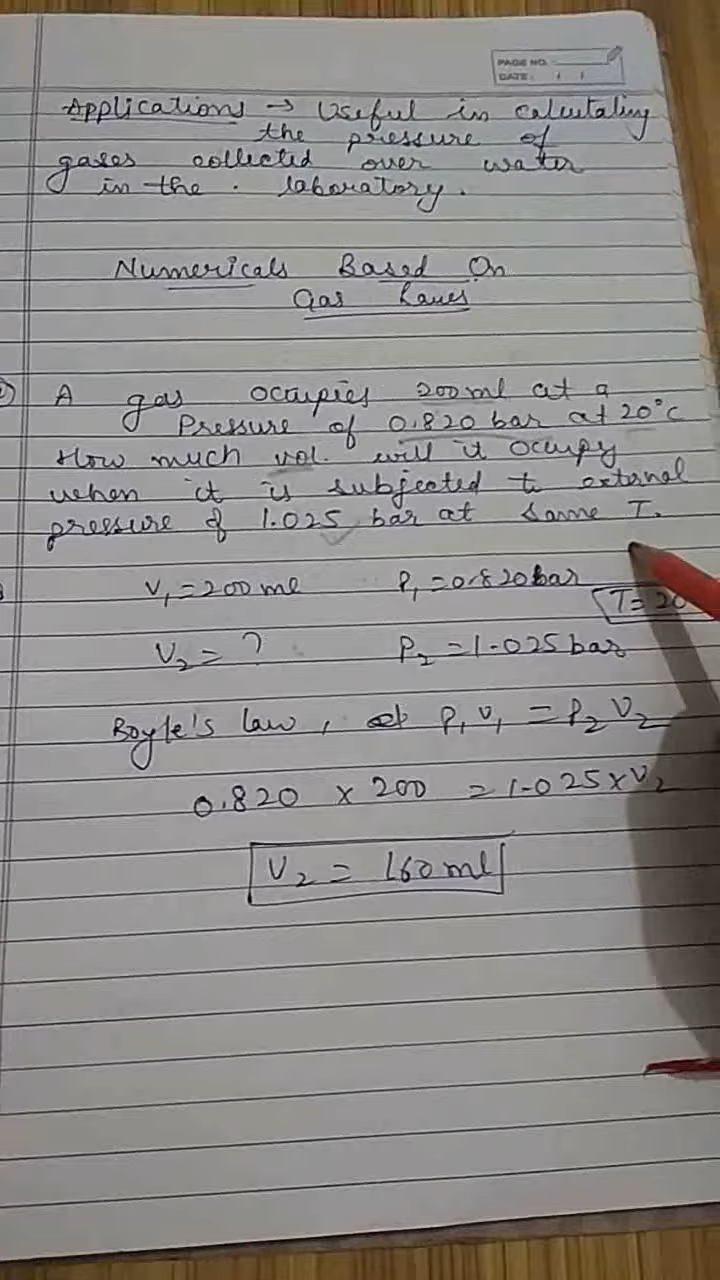 PAGE NO.
DATE: / /
Applications → Useful in calculating
the pressure of
gases collected over water
in the . laboratory.
Numericals Based On
Gas Laws
A gas occupies 200 ml at a
Pressure of 0.820 bar at 20°C
How much vol. will it occupy
when it is subjected to external
pressure of 1.025 bar at same T.
V₁ = 200 ml P₁ = 0.820 bar
T = 20
V₂ = ? P₂ = 1.025 bar
Boyle's law, P₁V₁ = P₂V₂
0.820 × 200 = 1.025 × V₂
V₂ = 160 ml